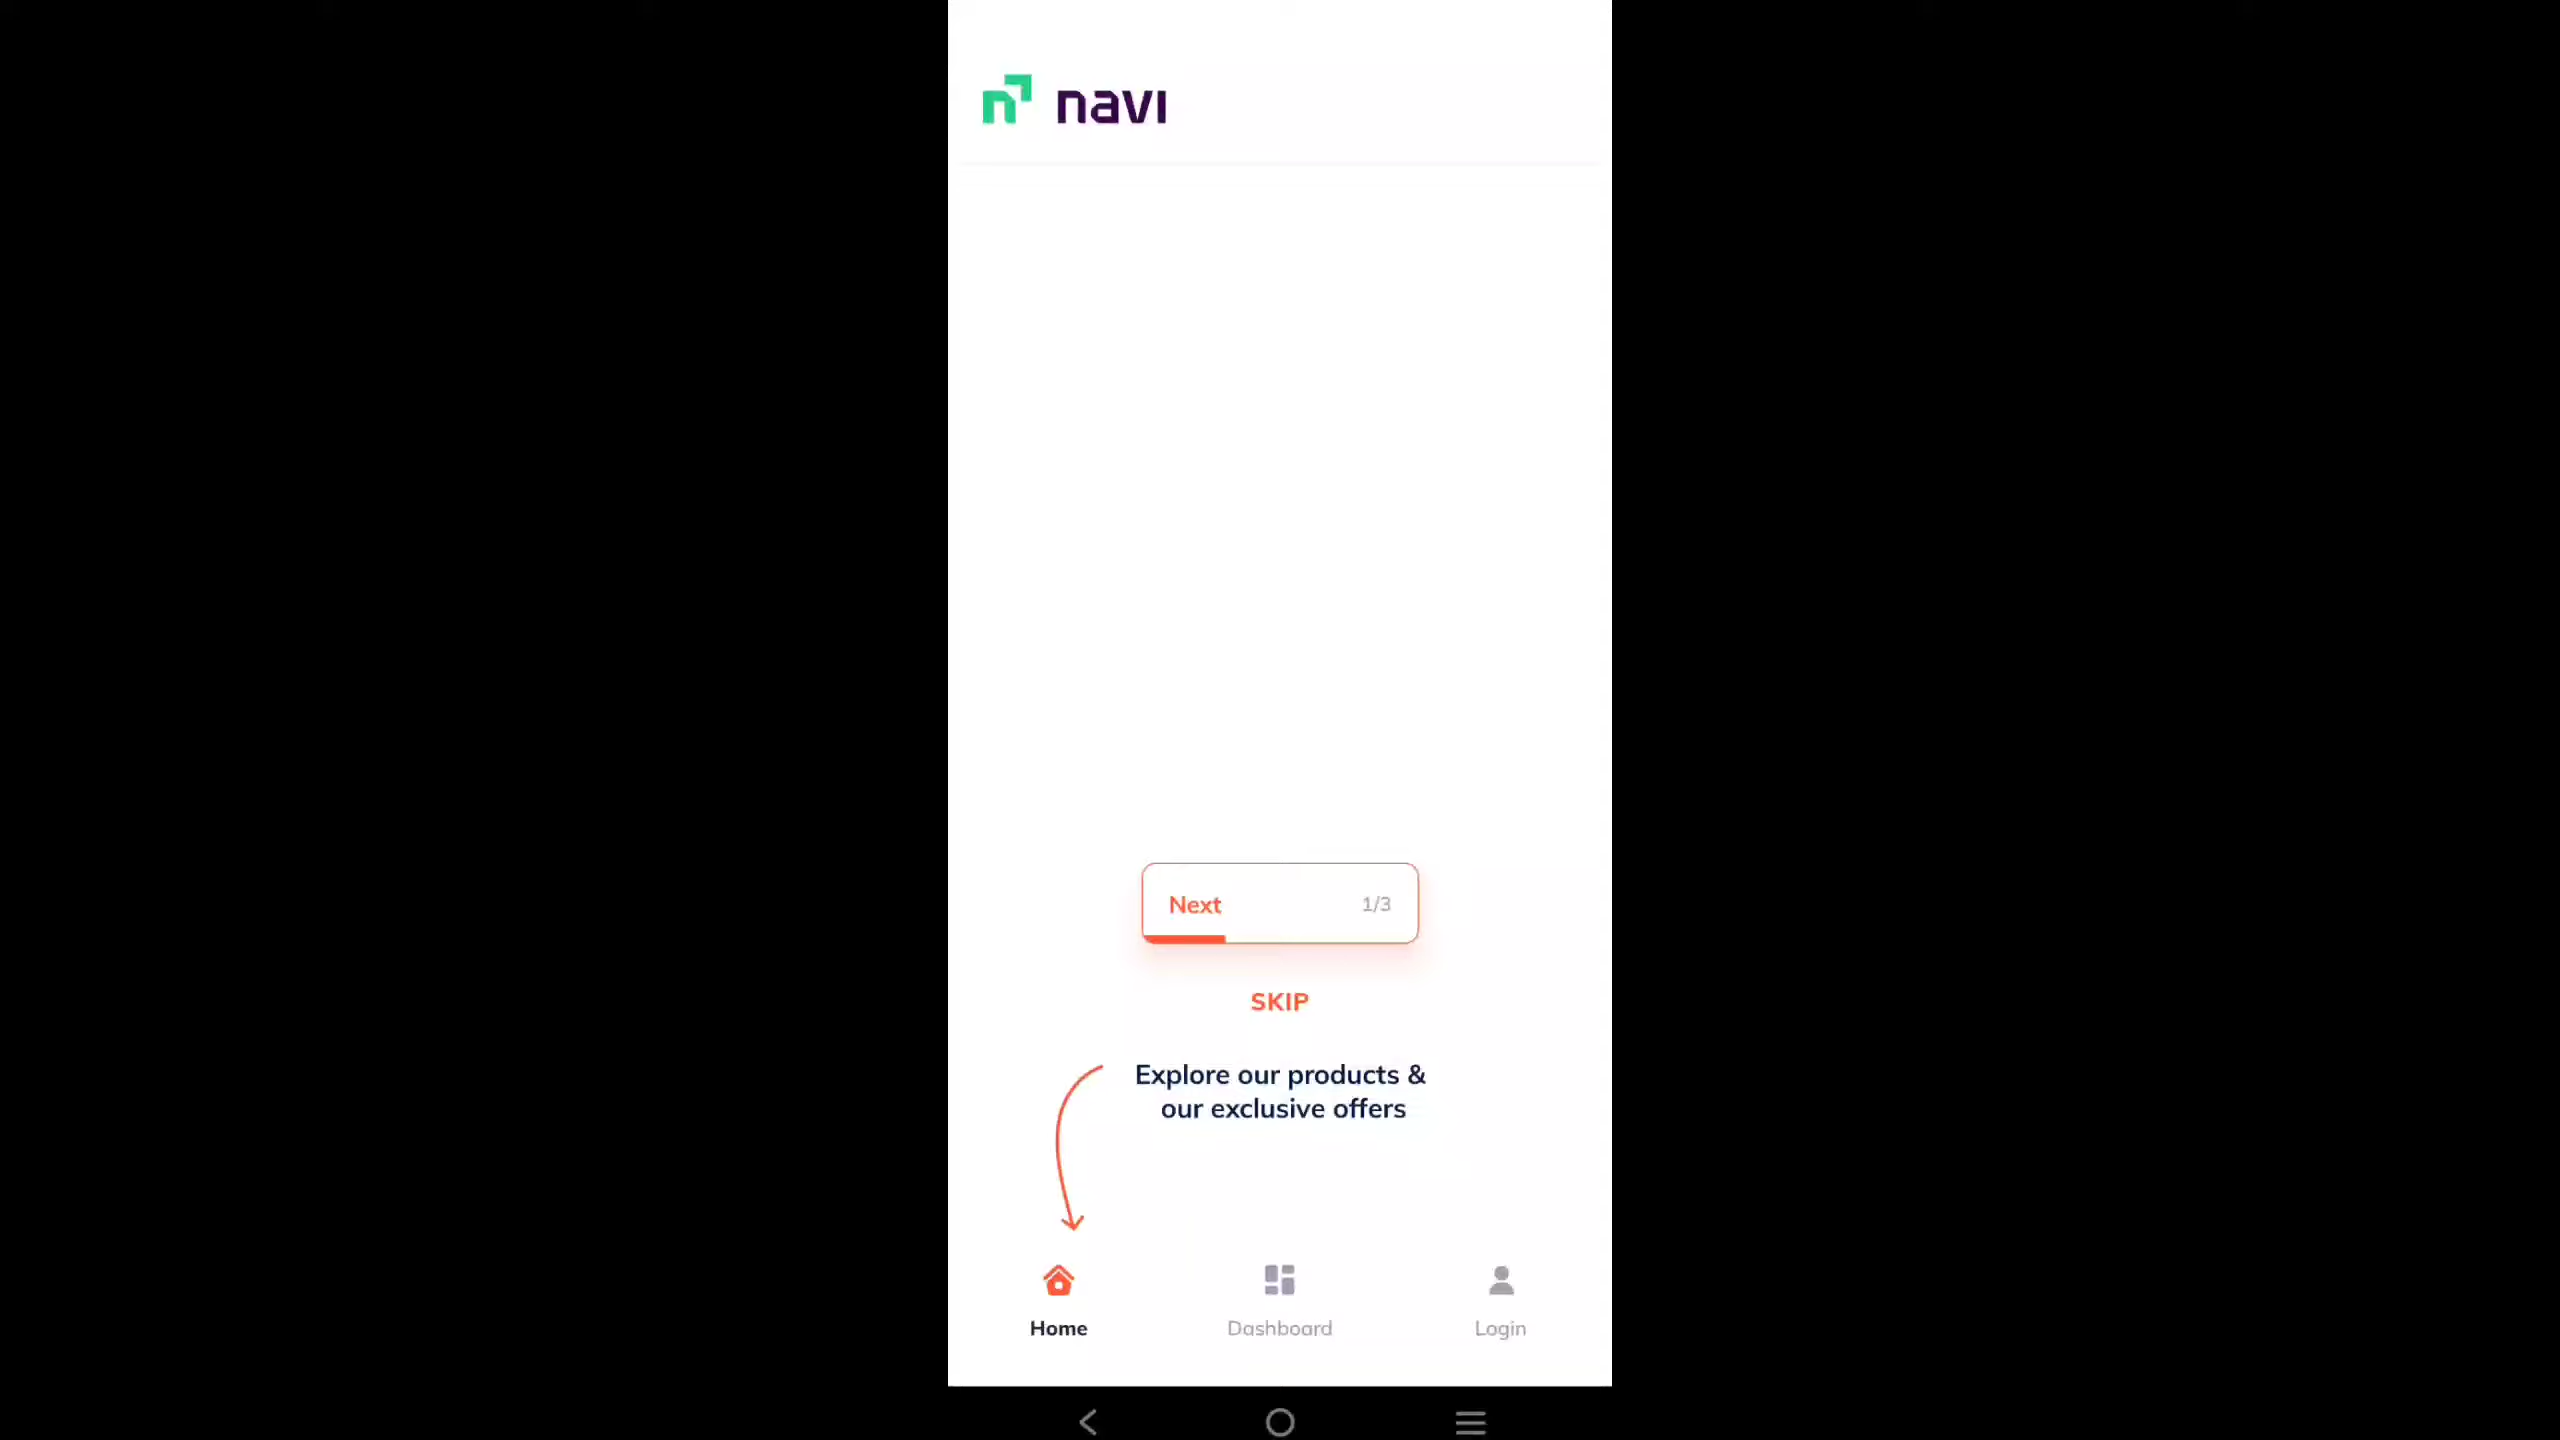 navi
Next 1/3
SKIP
Explore our products &
our exclusive offers
Home Dashboard Login